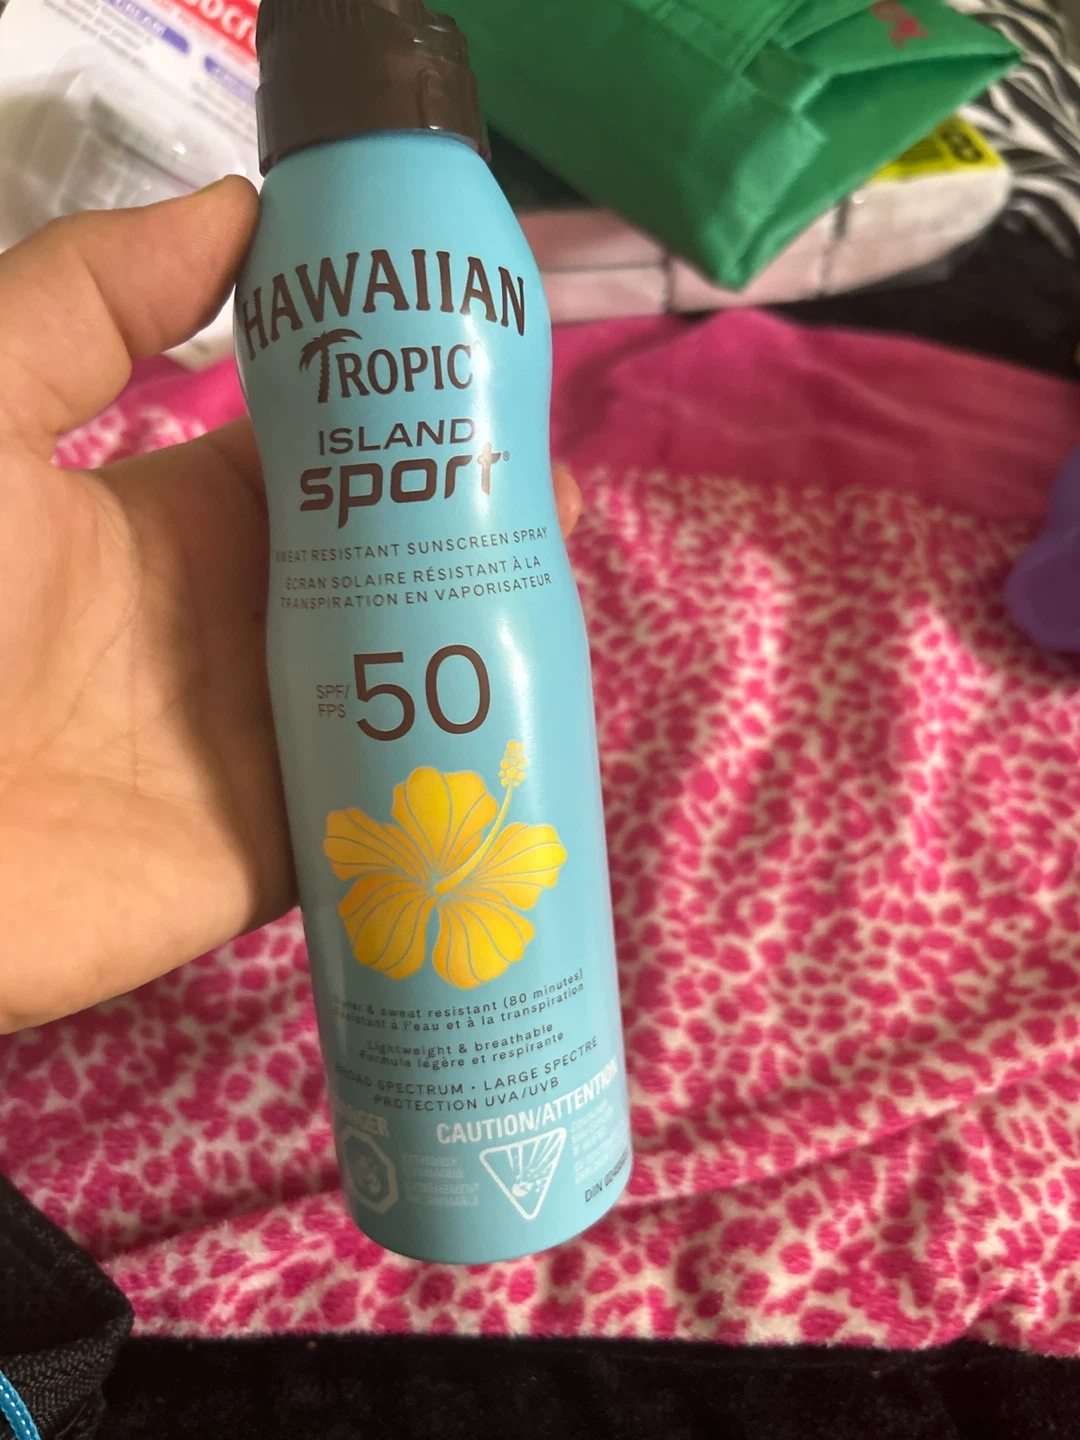 HAWAIIAN
TROPIC
ISLAND
sport®
SWEAT RESISTANT SUNSCREEN SPRAY
ÉCRAN SOLAIRE RÉSISTANT À LA
TRANSPIRATION EN VAPORISATEUR
SPF/
FPS
50
& sweat resistant (80 minutes)
à l'eau et à la transpiration
Lightweight & breathable
Formule légère et respirante
BROAD SPECTRUM • LARGE SPECTRE
PROTECTION UVA/UVB
CAUTION/ATTENTION
DIN